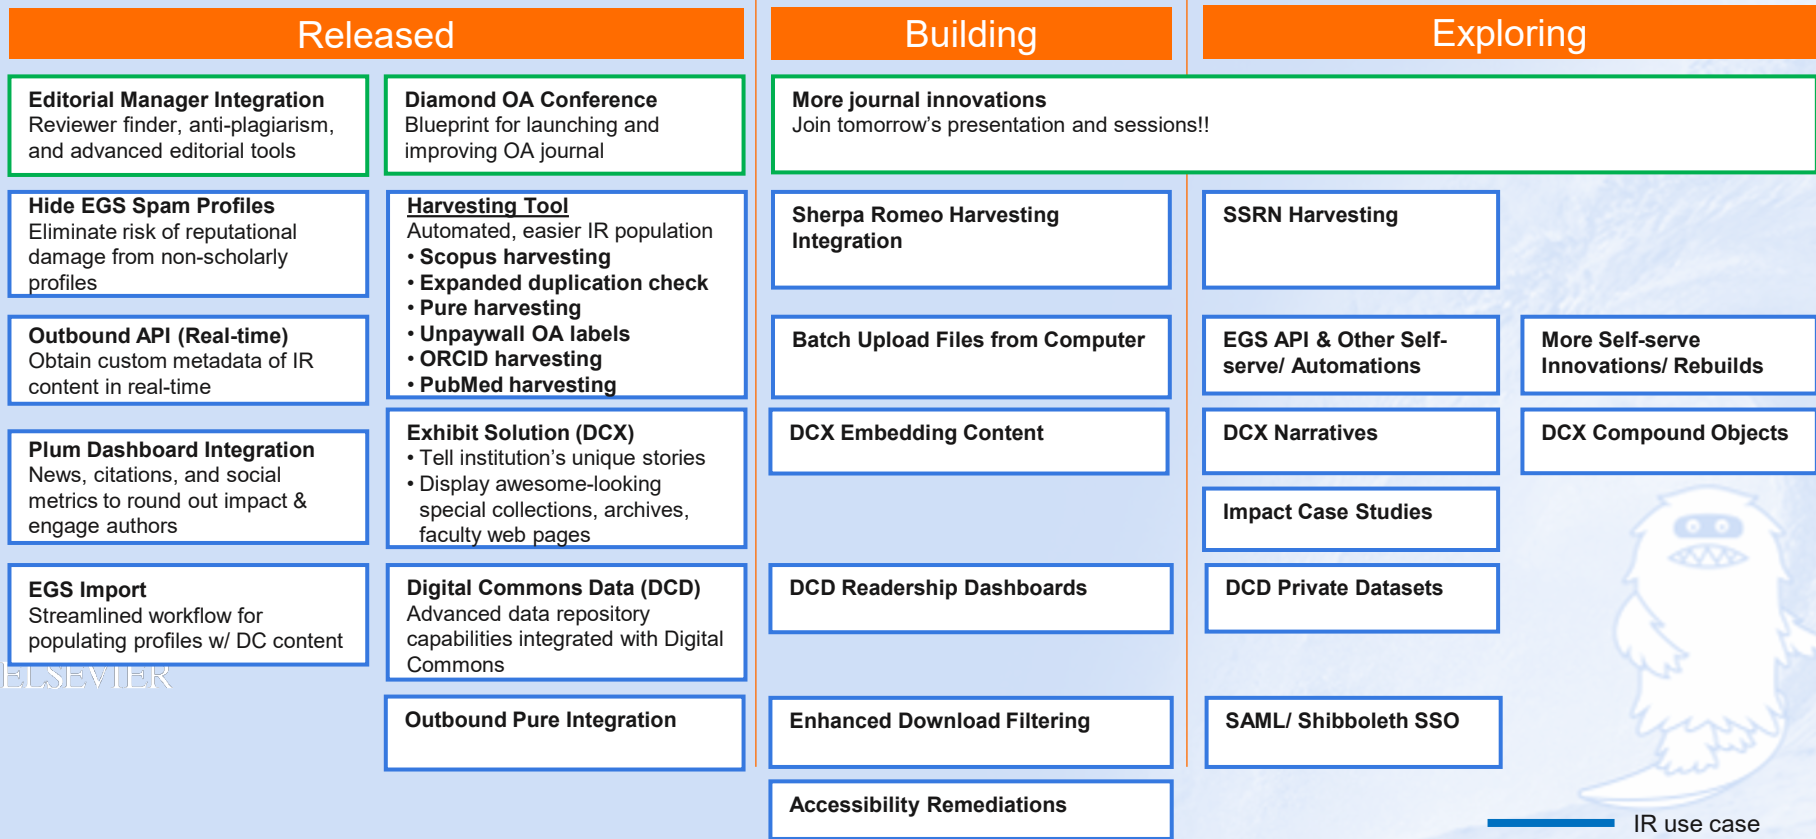 Released
Building
Exploring
Editorial Manager Integration
Reviewer finder, anti-plagiarism,
and advanced editorial tools
Diamond OA Conference
Blueprint for launching and
improving OA journal
More journal innovations
Join tomorrow's presentation and sessions!!
Hide EGS Spam Profiles
Eliminate risk of reputational
damage from non-scholarly
profiles
Harvesting Tool
Automated, easier IR population
• Scopus harvesting
• Expanded duplication check
• Pure harvesting
• Unpaywall OA labels
• ORCID harvesting
• PubMed harvesting
Sherpa Romeo Harvesting
Integration
SSRN Harvesting
Outbound API (Real-time)
Obtain custom metadata of IR
content in real-time
Batch Upload Files from Computer
EGS API & Other Self-
serve/ Automations
More Self-serve
Innovations/ Rebuilds
Plum Dashboard Integration
News, citations, and social
metrics to round out impact &
engage authors
Exhibit Solution (DCX)
• Tell institution's unique stories
• Display awesome-looking
special collections, archives,
faculty web pages
DCX Embedding Content
DCX Narratives
DCX Compound Objects
Impact Case Studies
EGS Import
Streamlined workflow for
populating profiles w/ DC content
Digital Commons Data (DCD)
Advanced data repository
capabilities integrated with Digital
Commons
DCD Readership Dashboards
DCD Private Datasets
ELSEVIER
Outbound Pure Integration
Enhanced Download Filtering
SAML/ Shibboleth SSO
Accessibility Remediations
IR use case